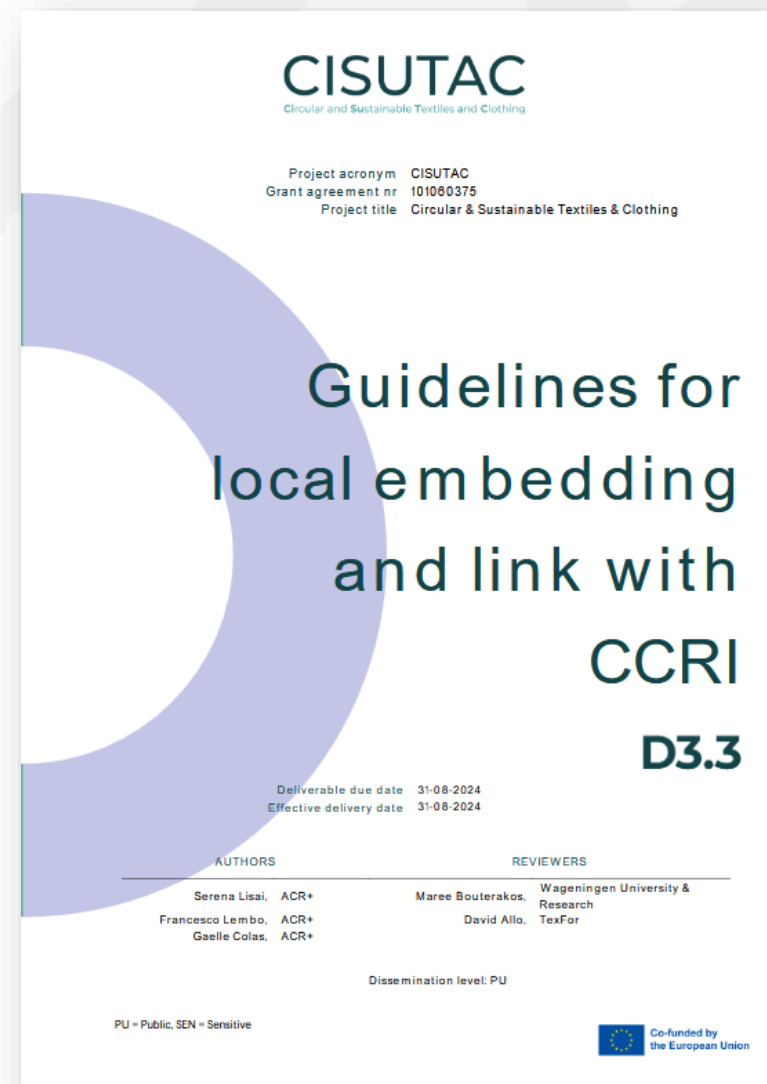 CISUTAC
Circular and Sustainable Textiles and Clothing
Project acronym CISUTAC
Grant agreement nr 101060375
Project title Circular & Sustainable Textiles & Clothing
Guidelines for
local embedding
and link with
CCRI
D3.3
Deliverable due date 31-08-2024
Effective delivery date 31-08-2024
AUTHORS REVIEWERS
Serena Lisai, ACR+ Maree Bouterakos, Wageningen University &
Research
Francesco Lembo, ACR+ David Allo, TexFor
Gaelle Colas, ACR+
Dissemination level: PU
PU = Public, SEN = Sensitive
Co-funded by
the European Union